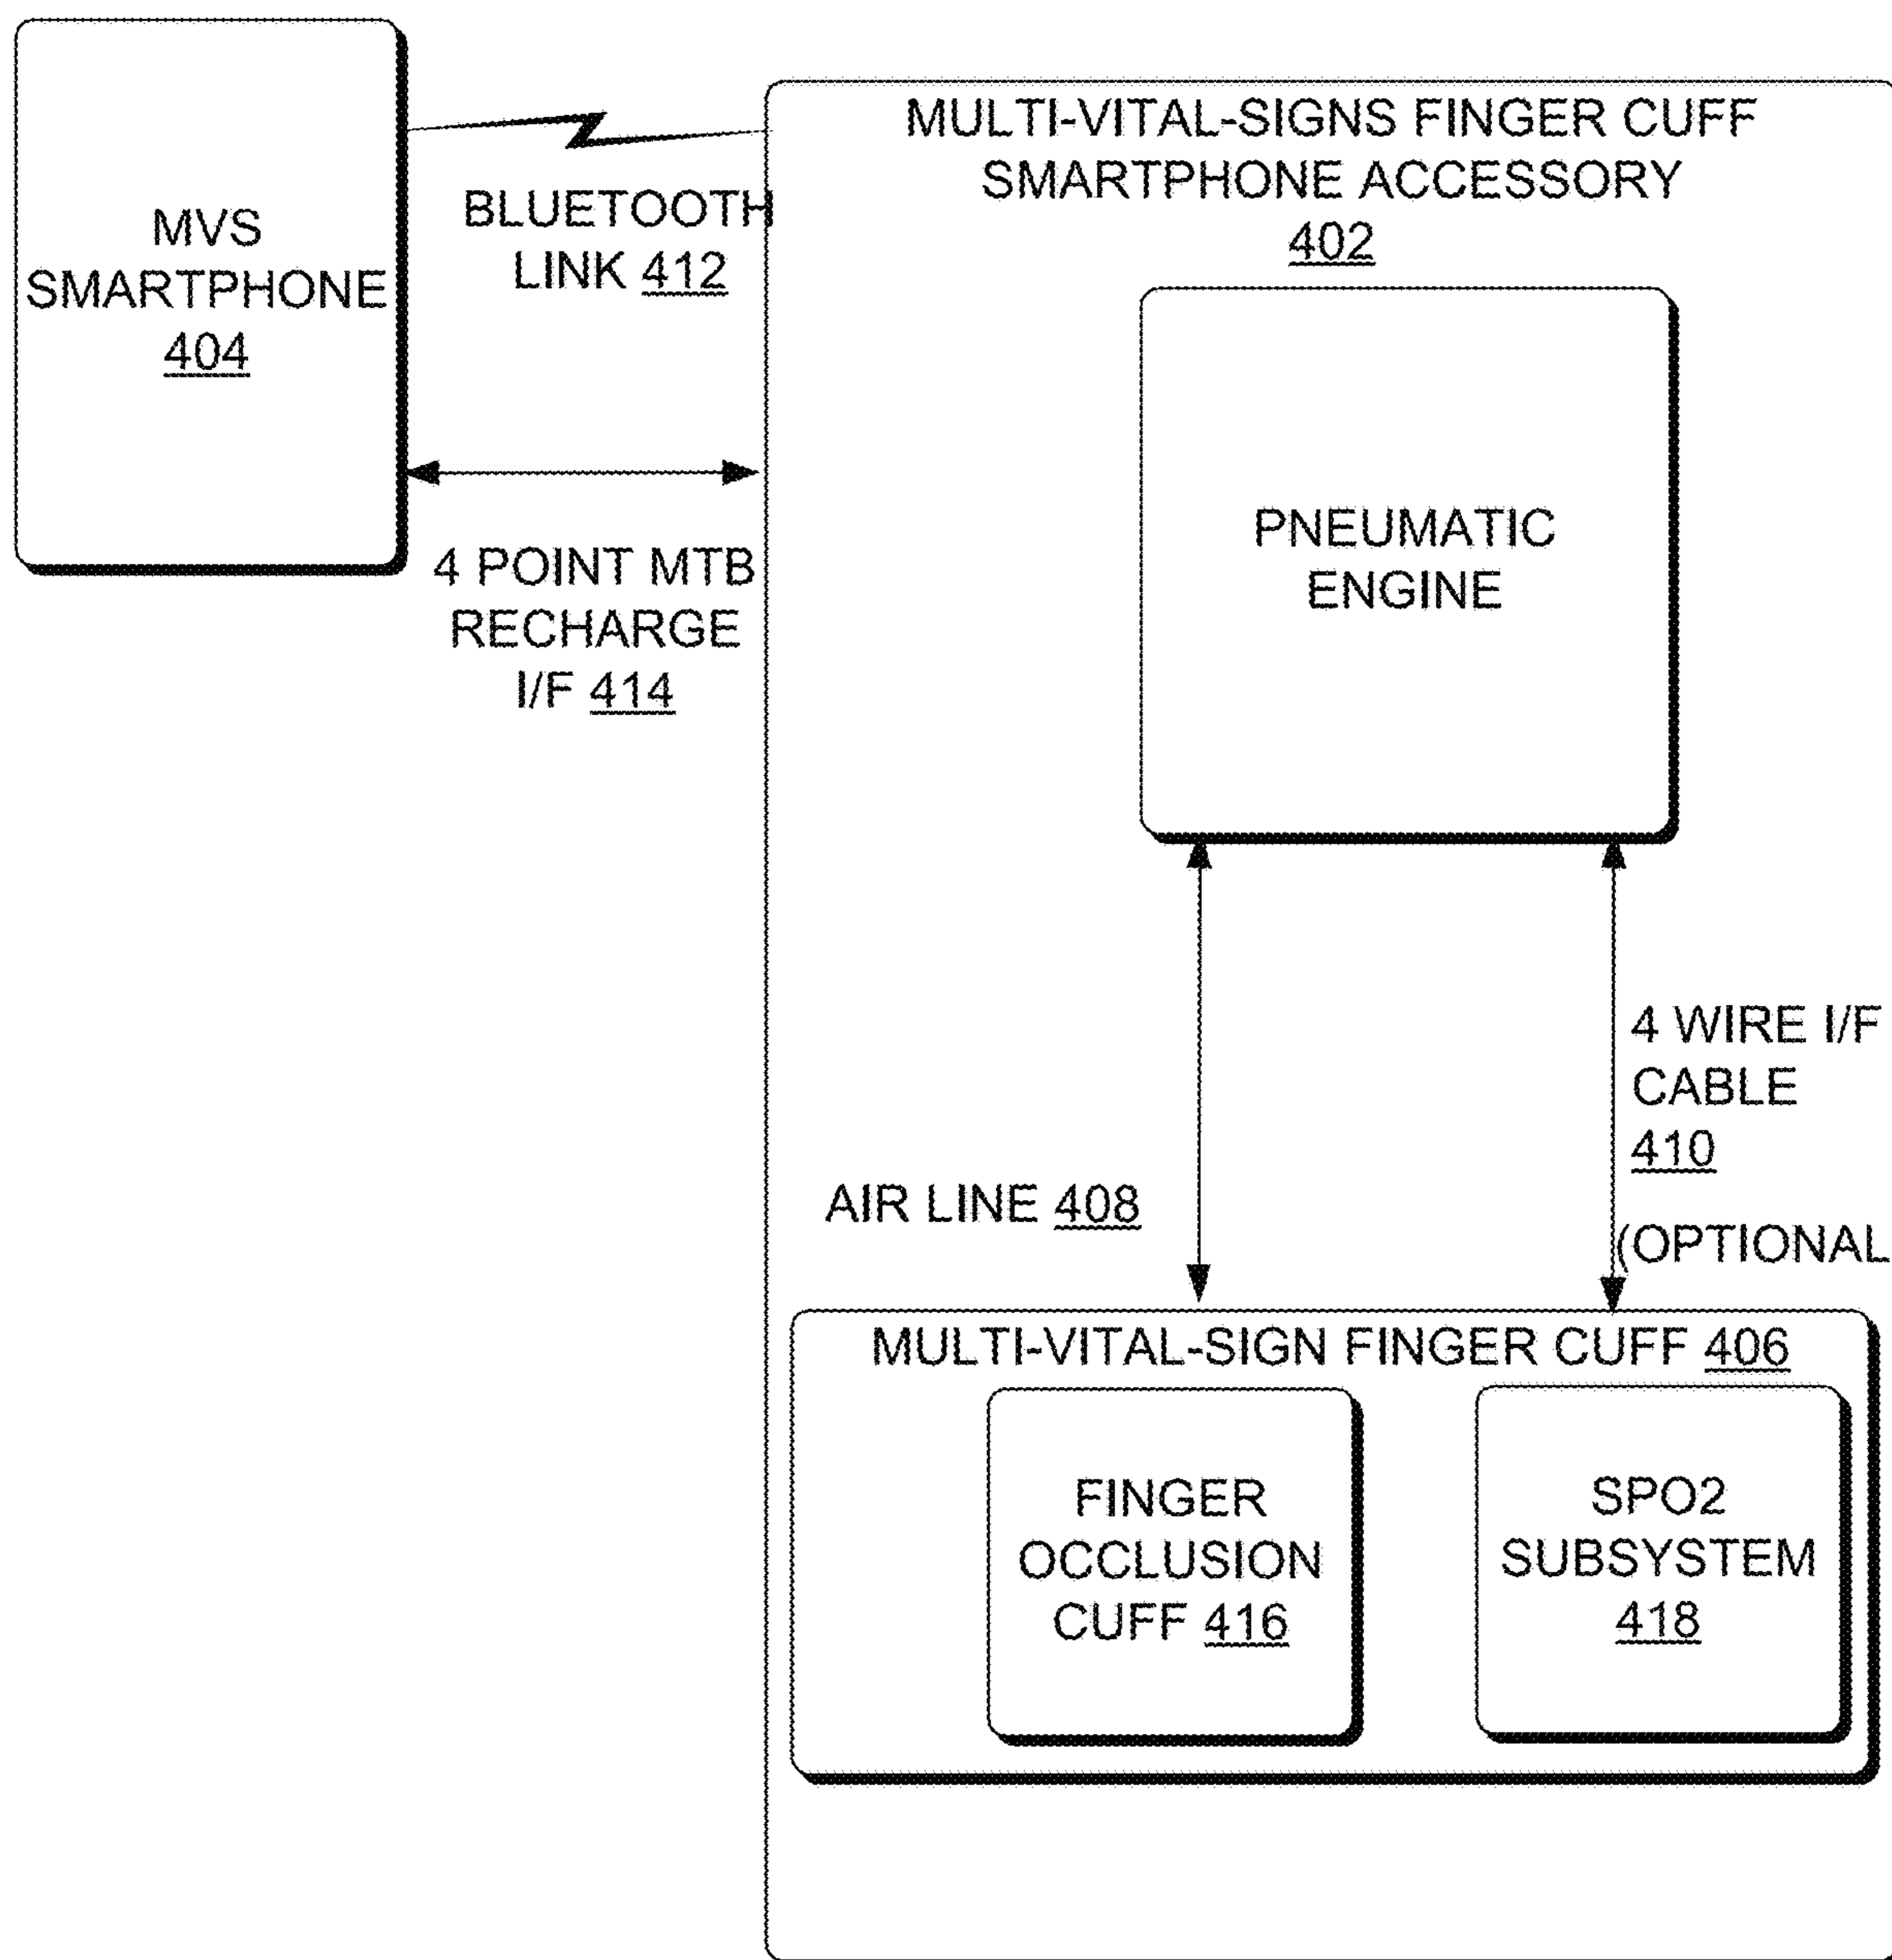 MVS
SMARTPHONE
404
BLUETOOTH
LINK 412
4 POINT MTB
RECHARGE
I/F 414
MULTI-VITAL-SIGNS FINGER CUFF
SMARTPHONE ACCESSORY
402
PNEUMATIC
ENGINE
AIR LINE 408
4 WIRE I/F
CABLE
410
(OPTIONAL
MULTI-VITAL-SIGN FINGER CUFF 406
FINGER
OCCLUSION
CUFF 416
SPO2
SUBSYSTEM
418